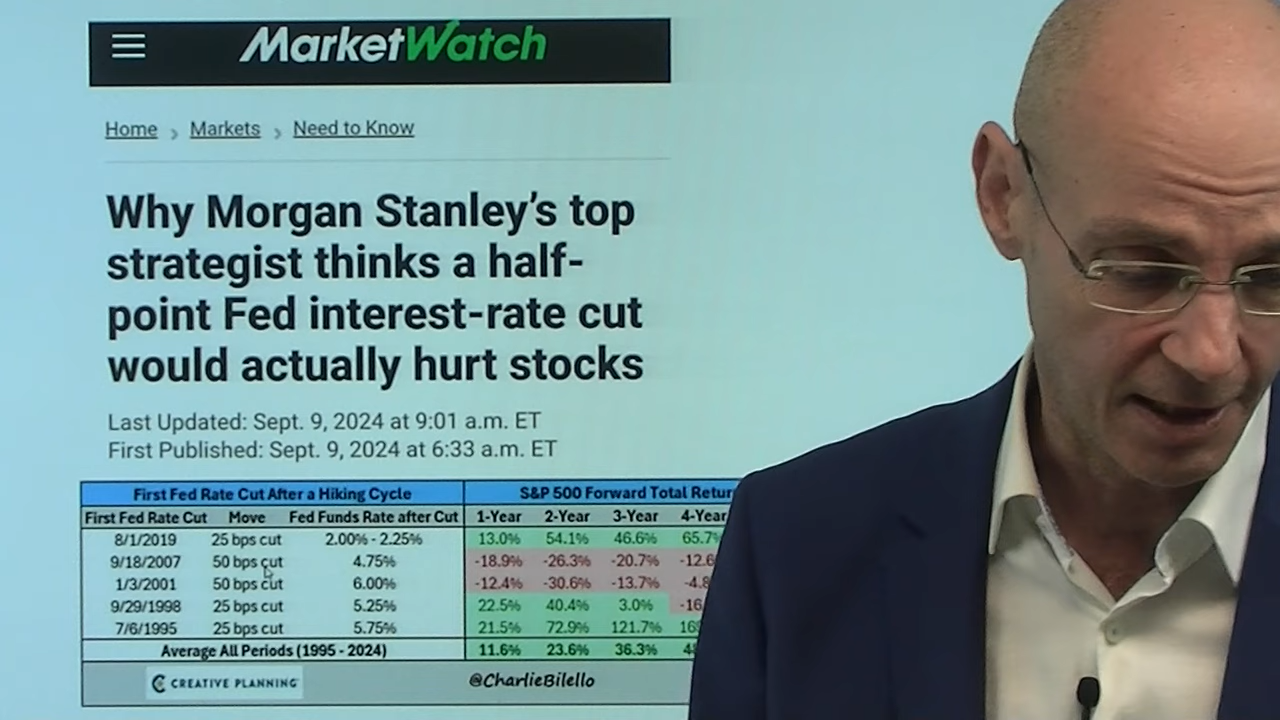 MarketWatch
Home > Markets > Need to Know
Why Morgan Stanley's top
strategist thinks a half-
point Fed interest-rate cut
would actually hurt stocks
Last Updated: Sept. 9, 2024 at 9:01 a.m. ET
First Published: Sept. 9, 2024 at 6:33 a.m. ET
First Fed Rate Cut After a Hiking Cycle S&P 500 Forward Total
First Fed Rate Cut Move Fed Funds Rate after Cut 1-Year 2-Year 3-Year 4-Year
8/1/2019 25 bps cut 2.00% - 2.25% 13.0% 54.1% 46.6% 65.7%
9/18/2007 50 bps cut 4.75% -18.9% -26.3% -20.7% -12.6
1/3/2001 50 bps cut 6.00% -12.4% -30.6% -13.7% -4.8
9/29/1998 25 bps cut 5.25% 22.5% 40.4% 3.0% -16
7/6/1995 25 bps cut 5.75% 21.5% 72.9% 121.7% 16
Average All Periods (1995 - 2024) 11.6% 23.6% 36.3%
CREATIVE PLANNING @CharlieBilello